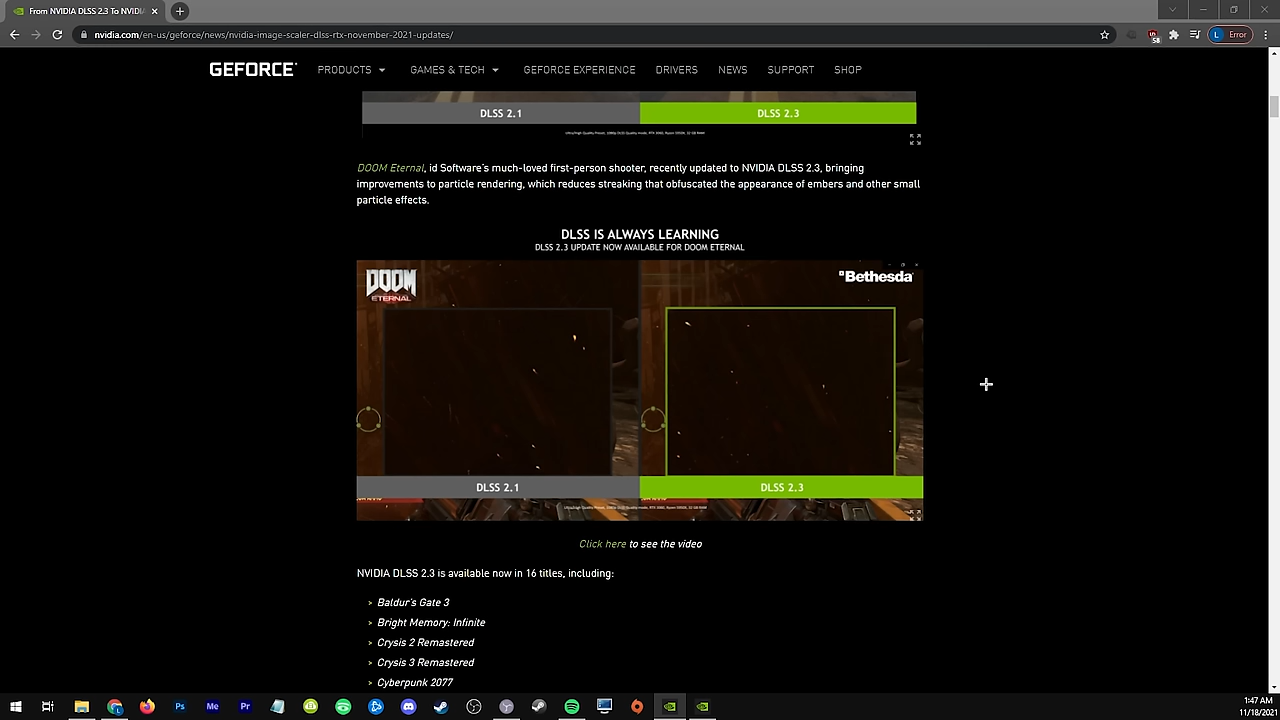 From NVIDIA DLSS 2.3 To NVIDIA
nvidia.com/en-us/geforce/news/nvidia-image-scaler-dlss-rtx-november-2021-updates/
58
L Error
GEFORCE
PRODUCTS
GAMES & TECH
GEFORCE EXPERIENCE
DRIVERS
NEWS
SUPPORT
SHOP
DLSS 2.1
DLSS 2.3
DOOM Eternal, id Software's much-loved first-person shooter, recently updated to NVIDIA DLSS 2.3, bringing
improvements to particle rendering, which reduces streaking that obfuscated the appearance of embers and other small
particle effects.
DLSS IS ALWAYS LEARNING
DLSS 2.3 UPDATE NOW AVAILABLE FOR DOOM ETERNAL
DOOM
ETERNAL
Bethesda
DLSS 2.1
DLSS 2.3
Click here to see the video
NVIDIA DLSS 2.3 is available now in 16 titles, including:
> Baldur's Gate 3
> Bright Memory: Infinite
> Crysis 2 Remastered
> Crysis 3 Remastered
> Cyberpunk 2077
Ps
Me
Pr
1:47 AM
11/18/2021